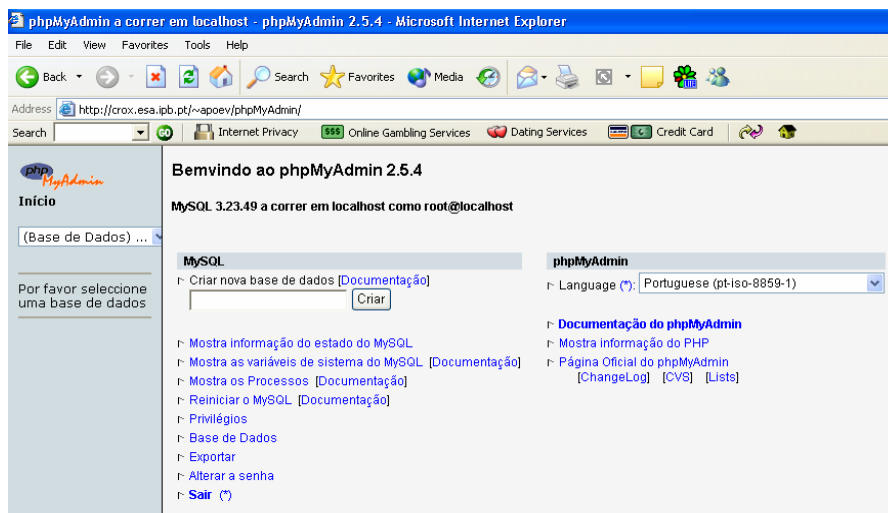 phpMyAdmin a correr em localhost - phpMyAdmin 2.5.4 - Microsoft Internet Explorer
File Edit View Favorites Tools Help
Back Search Favorites Media
Address http://crox.esa.ipb.pt/~apoev/phpMyAdmin/
Search GO Internet Privacy $$$ Online Gambling Services Dating Services Credit Card
php
MyAdmin
Início
(Base de Dados) ...
Por favor seleccione
uma base de dados
Bemvindo ao phpMyAdmin 2.5.4
MySQL 3.23.49 a correr em localhost como root@localhost
MySQL
Criar nova base de dados [Documentação]
Criar
Mostra informação do estado do MySQL
Mostra as variáveis de sistema do MySQL [Documentação]
Mostra os Processos [Documentação]
Reiniciar o MySQL [Documentação]
Privilégios
Base de Dados
Exportar
Alterar a senha
Sair (*)
phpMyAdmin
Language (*): Portuguese (pt-iso-8859-1)
Documentação do phpMyAdmin
Mostra informação do PHP
Página Oficial do phpMyAdmin
[ChangeLog] [CVS] [Lists]